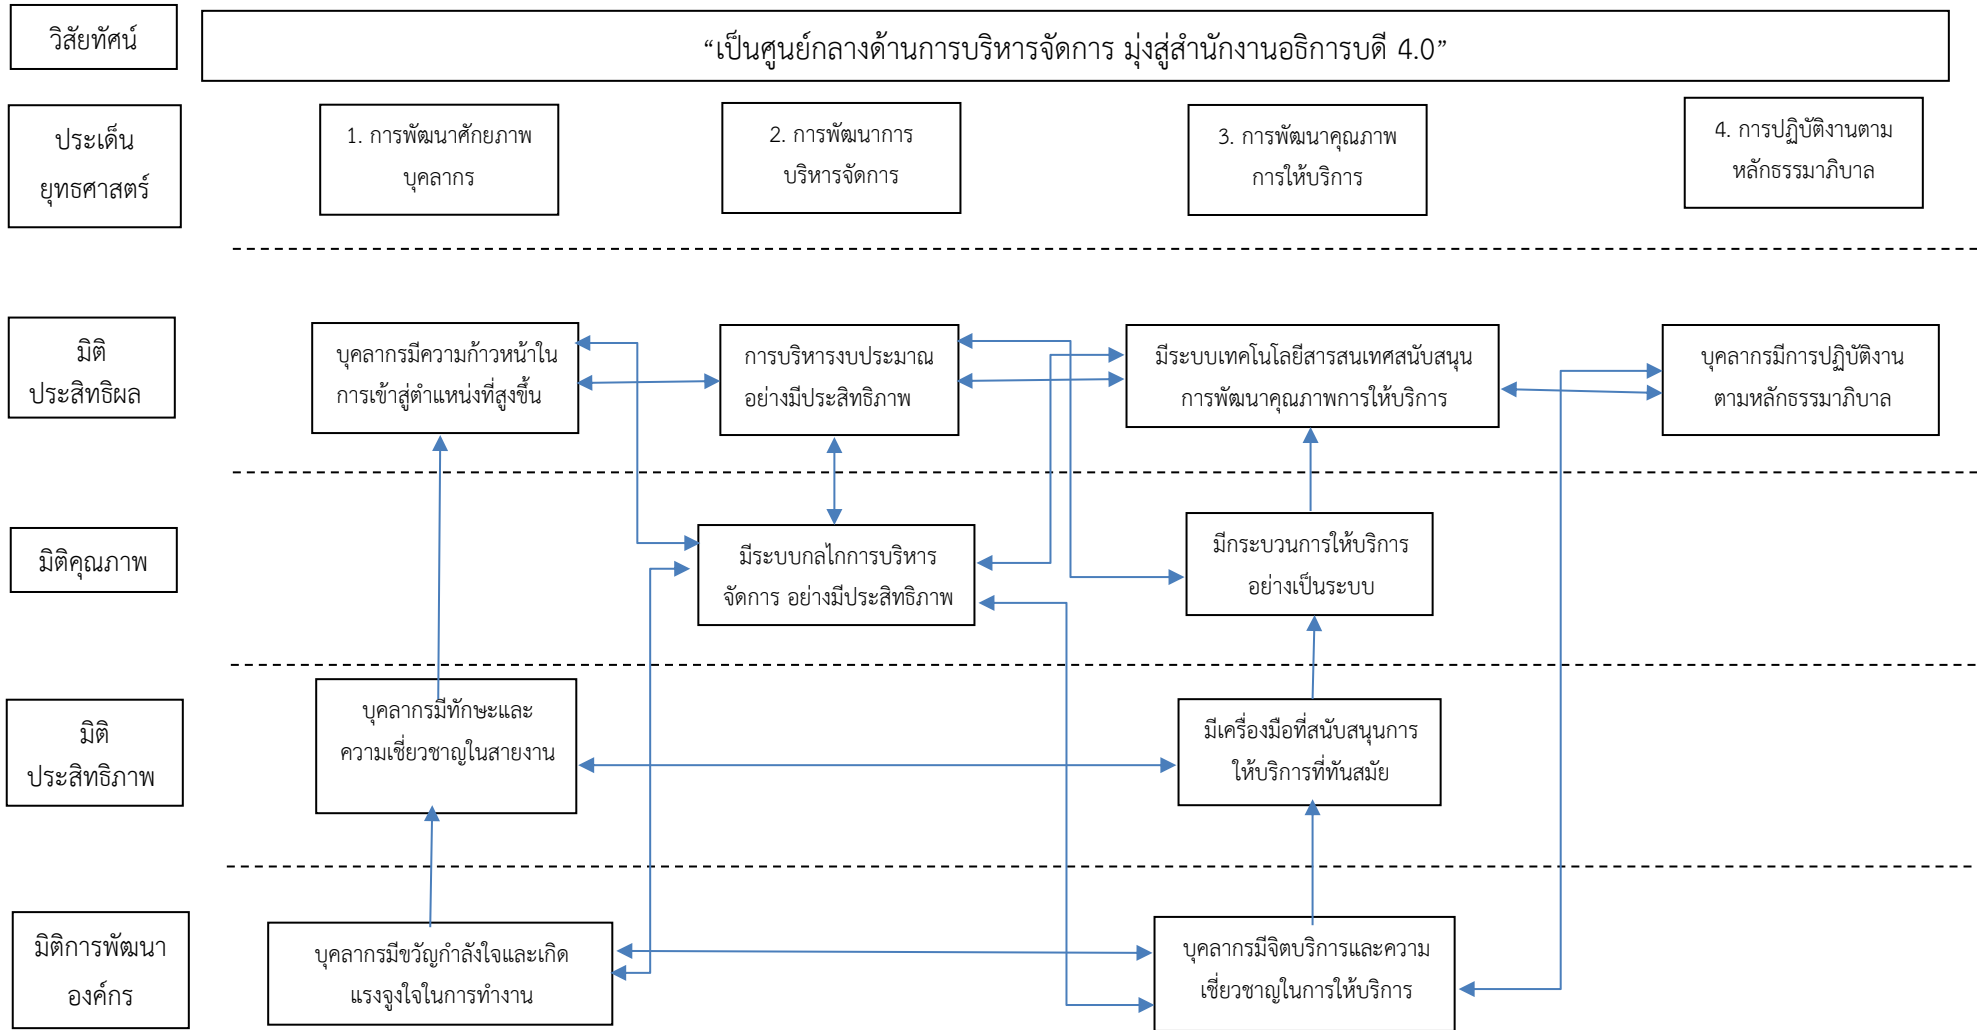 วิสัยทัศน์
“เป็นศูนย์กลางด้านการบริหารจัดการ มุ่งสู่สำนักงานอธิการบดี 4.0”
ประเด็น
ยุทธศาสตร์
1. การพัฒนาศักยภาพ
บุคลากร
2. การพัฒนาการ
บริหารจัดการ
3. การพัฒนาคุณภาพ
การให้บริการ
4. การปฏิบัติงานตาม
หลักธรรมาภิบาล
มิติ
ประสิทธิผล
บุคลากรมีความก้าวหน้าใน
การเข้าสู่ตำแหน่งที่สูงขึ้น
การบริหารงบประมาณ
อย่างมีประสิทธิภาพ
มีระบบเทคโนโลยีสารสนเทศสนับสนุน
การพัฒนาคุณภาพการให้บริการ
บุคลากรมีการปฏิบัติงาน
ตามหลักธรรมาภิบาล
มิติคุณภาพ
มีระบบกลไกการบริหาร
จัดการ อย่างมีประสิทธิภาพ
มีกระบวนการให้บริการ
อย่างเป็นระบบ
มิติ
ประสิทธิภาพ
บุคลากรมีทักษะและ
ความเชี่ยวชาญในสายงาน
มีเครื่องมือที่สนับสนุนการ
ให้บริการที่ทันสมัย
มิติการพัฒนา
องค์กร
บุคลากรมีขวัญกำลังใจและเกิด
แรงจูงใจในการทำงาน
บุคลากรมีจิตบริการและความ
เชี่ยวชาญในการให้บริการ